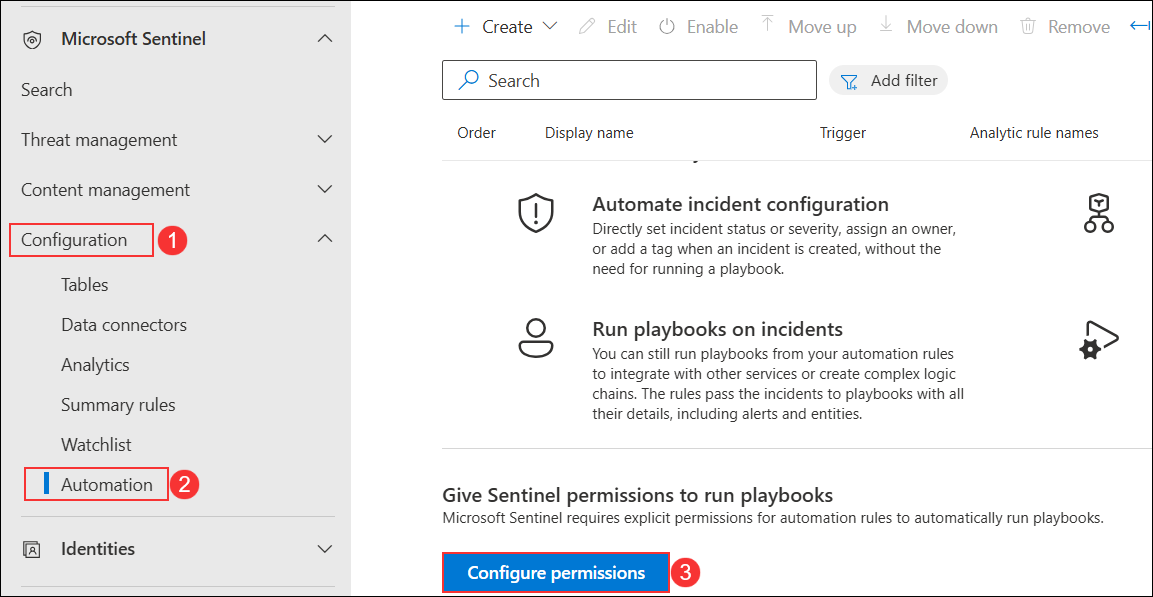 Microsoft Sentinel
Search
Threat management
Content management
Configuration 1
Tables
Data connectors
Analytics
Summary rules
Watchlist
Automation 2
Identities
Create Edit Enable Move up Move down Remove
Search Add filter
Order Display name Trigger Analytic rule names
Automate incident configuration
Directly set incident status or severity, assign an owner,
or add a tag when an incident is created, without the
need for running a playbook.
Run playbooks on incidents
You can still run playbooks from your automation rules
to integrate with other services or create complex logic
chains. The rules pass the incidents to playbooks with all
their details, including alerts and entities.
Give Sentinel permissions to run playbooks
Microsoft Sentinel requires explicit permissions for automation rules to automatically run playbooks.
Configure permissions 3